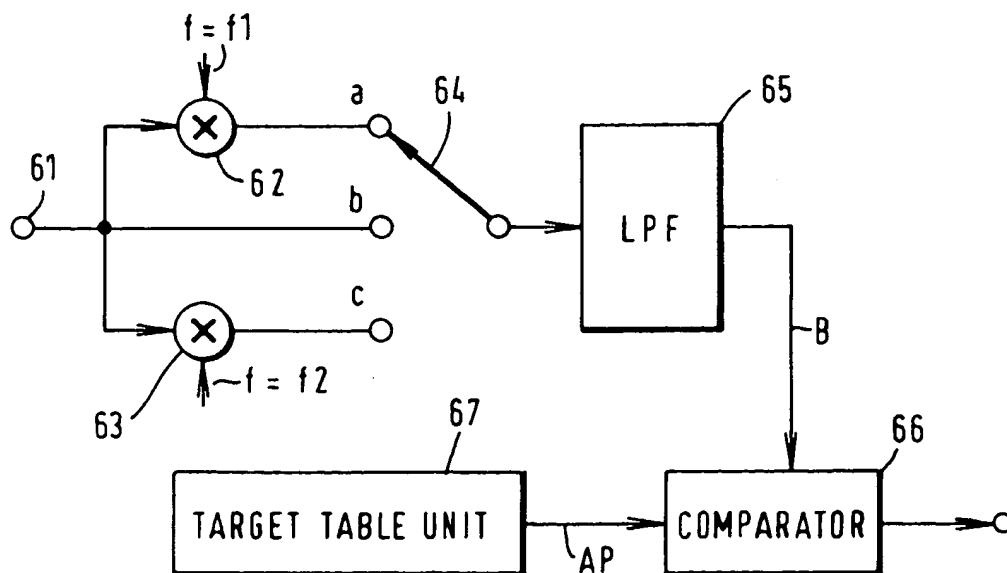 f = f1
a
64
65
61
62
b
LPF
c
B
f = f2
63
67
66
TARGET TABLE UNIT
COMPARATOR
AP